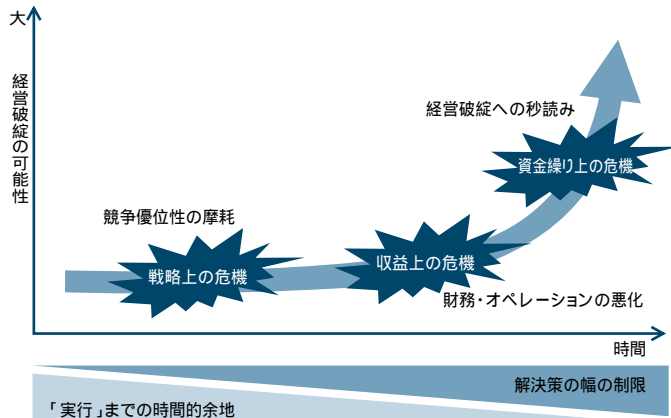 大
経営破綻の可能性
経営破綻への秒読み
資金繰り上の危機
競争優位性の摩耗
収益上の危機
戦略上の危機
財務・オペレーションの悪化
時間
解決策の幅の制限
「実行」までの時間的余地